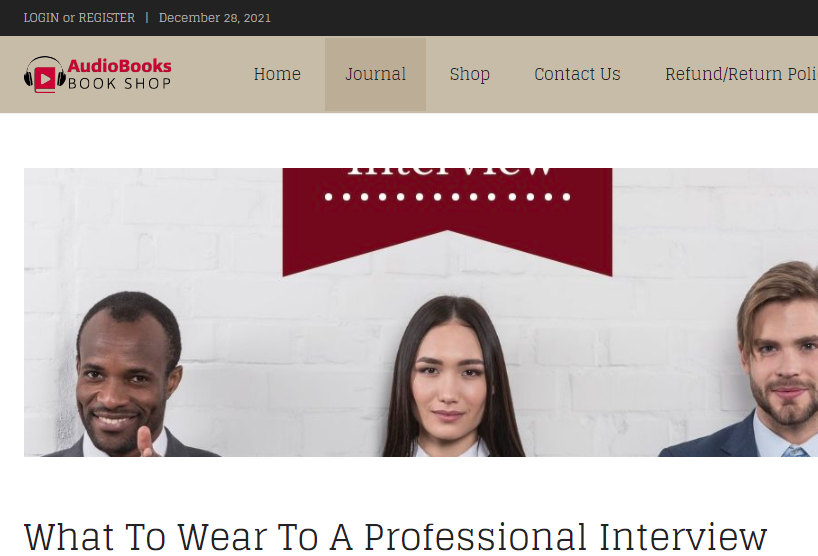 LOGIN or REGISTER | December 28, 2021
AudioBooks
BOOK SHOP
Home Journal Shop Contact Us Refund/Return Poli
Interview
What To Wear To A Professional Interview